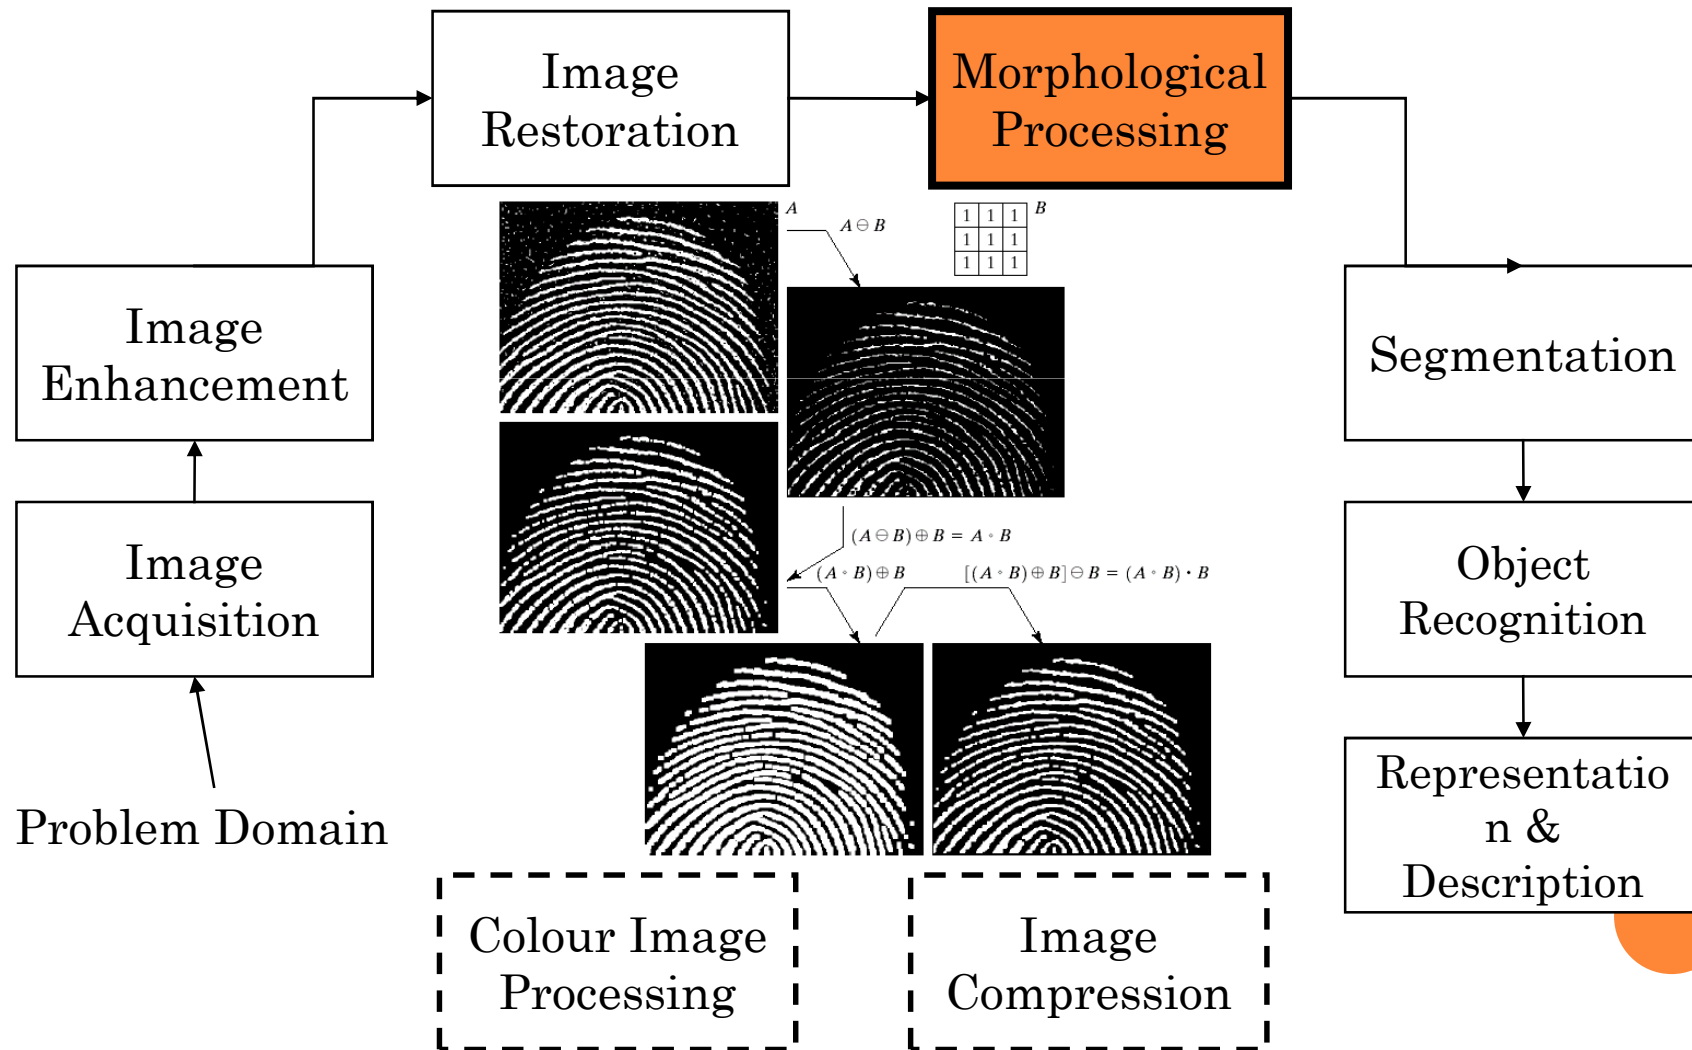 Image
Restoration
Morphological
Processing
A
A ⊖ B
1 1 1
1 1 1
1 1 1
B
Image
Enhancement
Segmentation
Image
Acquisition
(A ⊖ B) ⊕ B = A ∘ B
(A ∘ B) ⊕ B
[(A ∘ B) ⊕ B] ⊖ B = (A ∘ B) • B
Object
Recognition
Problem Domain
Representatio
n &
Description
Colour Image
Processing
Image
Compression